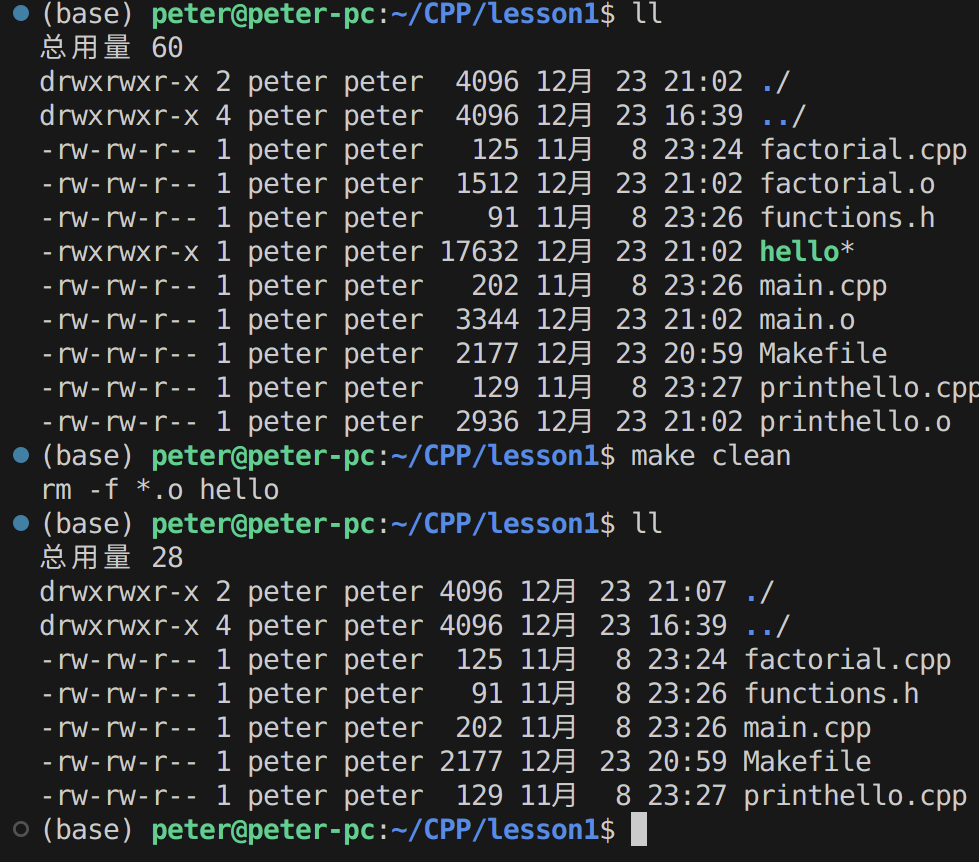 (base) peter@peter-pc:~/CPP/lesson1$ ll
总用量 60
drwxrwxr-x 2 peter peter  4096 12月  23 21:02 ./
drwxrwxr-x 4 peter peter  4096 12月  23 16:39 ../
-rw-rw-r-- 1 peter peter   125 11月   8 23:24 factorial.cpp
-rw-rw-r-- 1 peter peter  1512 12月  23 21:02 factorial.o
-rw-rw-r-- 1 peter peter    91 11月   8 23:26 functions.h
-rwxrwxr-x 1 peter peter 17632 12月  23 21:02 hello*
-rw-rw-r-- 1 peter peter   202 11月   8 23:26 main.cpp
-rw-rw-r-- 1 peter peter  3344 12月  23 21:02 main.o
-rw-rw-r-- 1 peter peter  2177 12月  23 20:59 Makefile
-rw-rw-r-- 1 peter peter   129 11月   8 23:27 printhello.cpp
-rw-rw-r-- 1 peter peter  2936 12月  23 21:02 printhello.o
(base) peter@peter-pc:~/CPP/lesson1$ make clean
rm -f *.o hello
(base) peter@peter-pc:~/CPP/lesson1$ ll
总用量 28
drwxrwxr-x 2 peter peter 4096 12月  23 21:07 ./
drwxrwxr-x 4 peter peter 4096 12月  23 16:39 ../
-rw-rw-r-- 1 peter peter  125 11月   8 23:24 factorial.cpp
-rw-rw-r-- 1 peter peter   91 11月   8 23:26 functions.h
-rw-rw-r-- 1 peter peter  202 11月   8 23:26 main.cpp
-rw-rw-r-- 1 peter peter 2177 12月  23 20:59 Makefile
-rw-rw-r-- 1 peter peter  129 11月   8 23:27 printhello.cpp
(base) peter@peter-pc:~/CPP/lesson1$